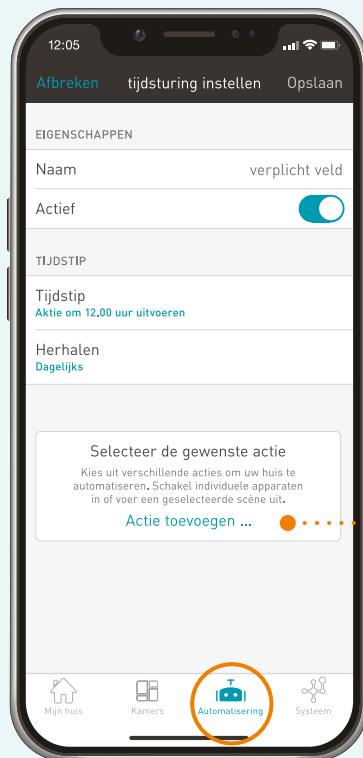 12:05
Afbreken tijdsturing instellen Opslaan
EIGENSCHAPPEN
Naam verplicht veld
Actief
TIJDSTIP
Tijdstip
Aktie om 12.00 uur uitvoeren
Herhalen
Dagelijks
Selecteer de gewenste actie
Kies uit verschillende acties om uw huis te
automatiseren. Schakel individuele apparaten
in of voer een geselecteerde scène uit.
Actie toevoegen ...
Mijn huis Kamers Automatisering Systeem